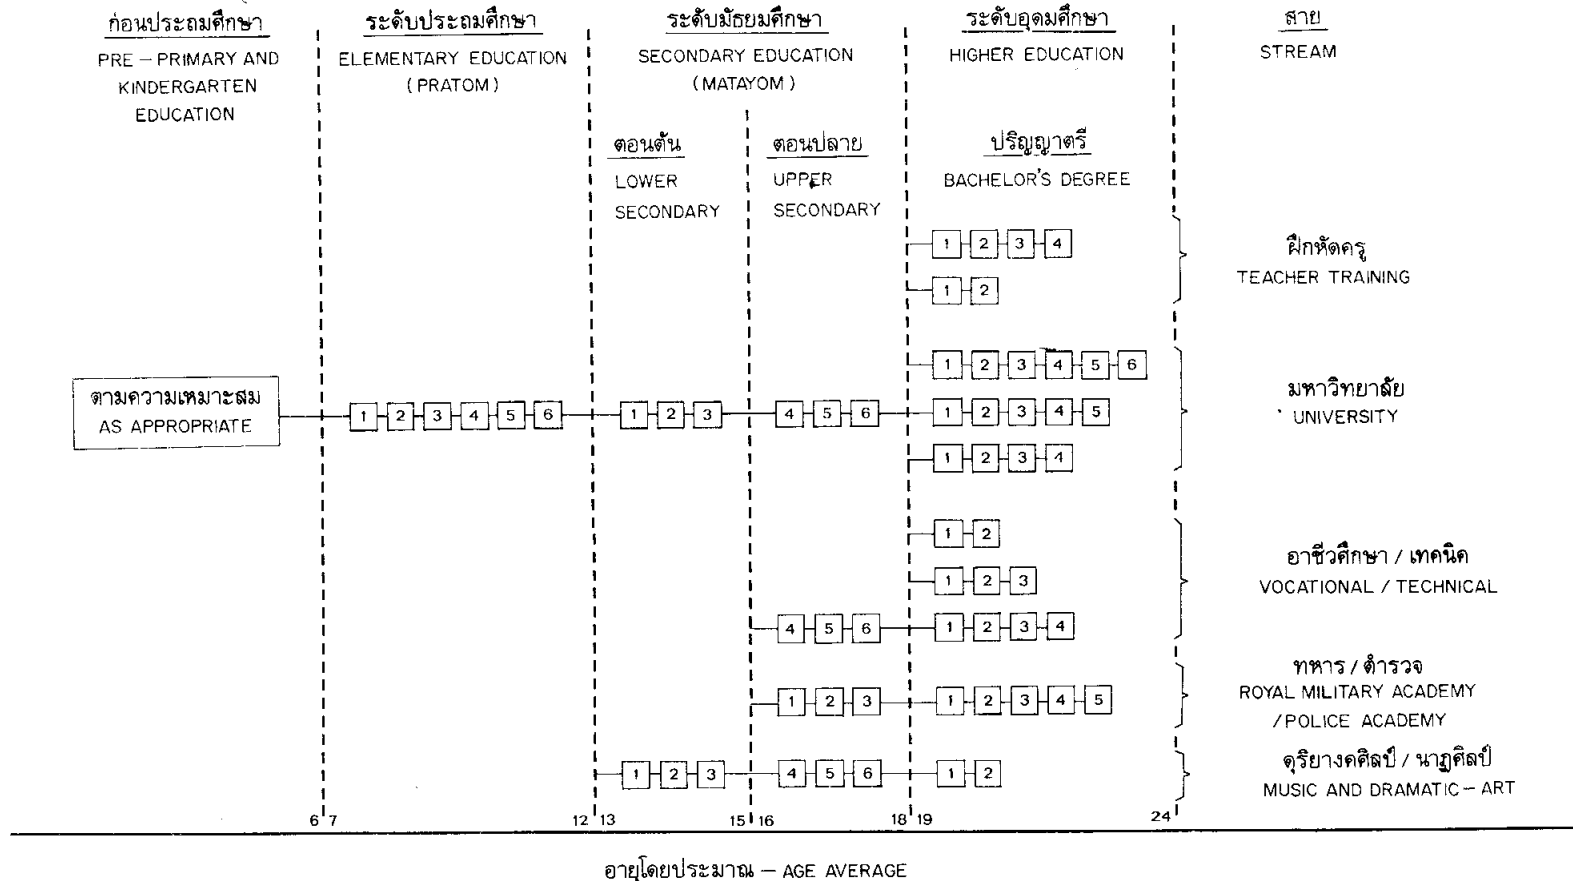 ก่อนประถมศึกษา
PRE – PRIMARY AND
KINDERGARTEN
EDUCATION
ระดับประถมศึกษา
ELEMENTARY EDUCATION
( PRATOM )
ระดับมัธยมศึกษา
SECONDARY EDUCATION
( MATAYOM )
ตอนต้น
LOWER
SECONDARY
ตอนปลาย
UPPER
SECONDARY
ระดับอุดมศึกษา
HIGHER EDUCATION
ปริญญาตรี
BACHELOR'S DEGREE
สาย
STREAM
1 2 3 4
1 2
ฝึกหัดครู
TEACHER TRAINING
ตามความเหมาะสม
AS APPROPRIATE
1 2 3 4 5 6
1 2 3
4 5 6
1 2 3 4 5 6
1 2 3 4 5
1 2 3 4
มหาวิทยาลัย
UNIVERSITY
1 2
1 2 3
4 5 6 1 2 3 4
อาชีวศึกษา / เทคนิค
VOCATIONAL / TECHNICAL
1 2 3 1 2 3 4 5
ทหาร / ตำรวจ
ROYAL MILITARY ACADEMY
/ POLICE ACADEMY
1 2 3 4 5 6 1 2
ดุริยางคศิลป์ / นาฏศิลป์
MUSIC AND DRAMATIC – ART
6 7 12 13 15 16 18 19 24
อายุโดยประมาณ – AGE AVERAGE